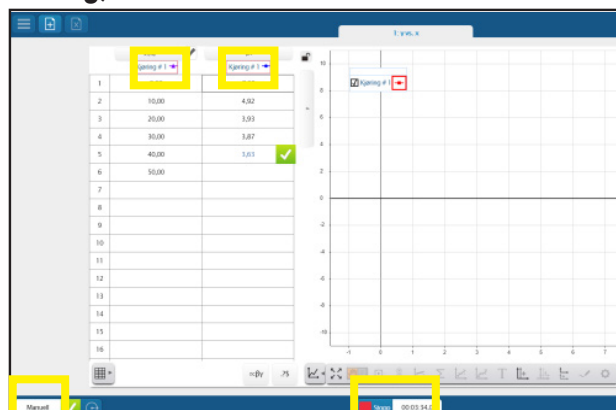 1: y vs. x
Kjøring # 1
Kjøring # 1
1
2 10,00 4,92
3 20,00 3,93
4 30,00 3,87
5 40,00 3,63
6 50,00
7
8
9
10
11
12
13
14
15
16
10
8
6
4
2
0
-2
-4
-6
-8
-10
-1 0 1 2 3 4 5 6 7
Kjøring # 1
Manuell
Stopp 00:03:34,0